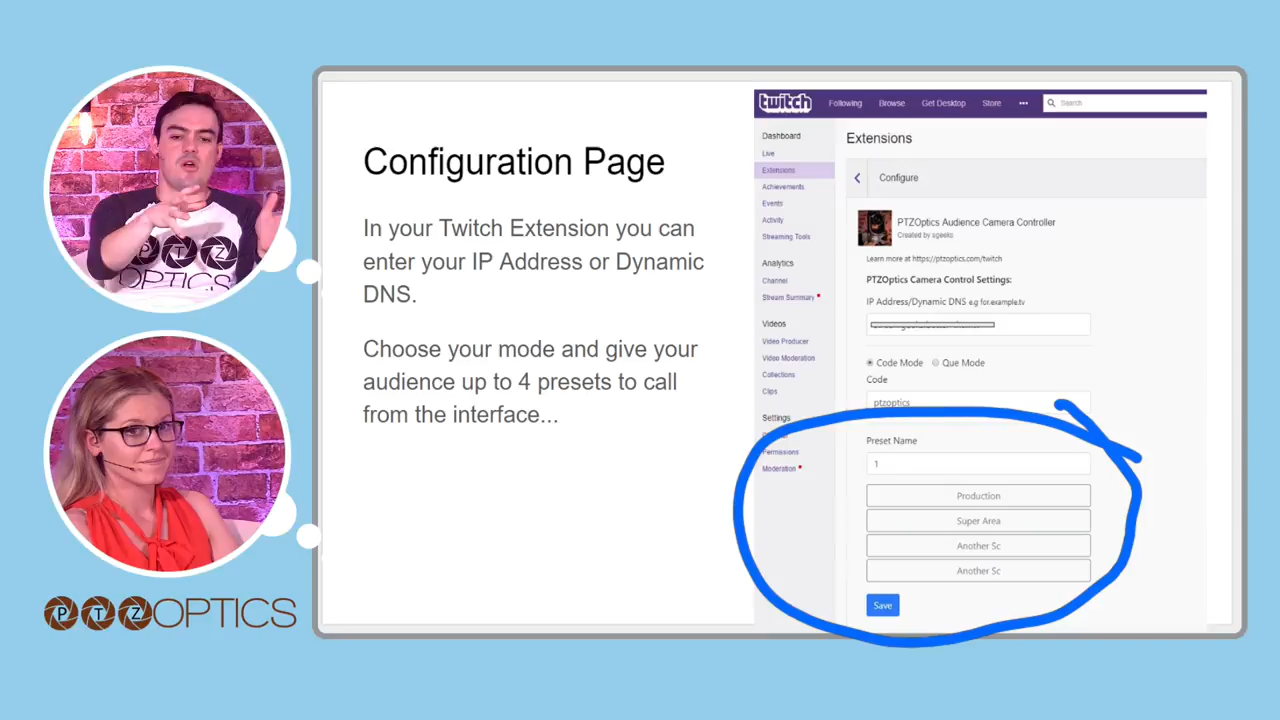 Configuration Page
In your Twitch Extension you can
enter your IP Address or Dynamic
DNS.
Choose your mode and give your
audience up to 4 presets to call
from the interface...
twitch
Following Browse Get Desktop Store ••• Search
Dashboard
Live
Extensions
Achievements
Events
Activity
Streaming Tools
Analytics
Channel
Stream Summary
Videos
Video Producer
Video Moderation
Collections
Clips
Settings
Permissions
Moderation
Extensions
Configure
PTZOptics Audience Camera Controller
Created by sgeeks
Learn more at https://ptzoptics.com/twitch
PTZOptics Camera Control Settings:
IP Address/Dynamic DNS e.g for.example.tv
Code Mode Que Mode
Code
ptzoptics
Preset Name
1
Production
Super Area
Another Sc
Another Sc
Save
PTZ
OPTICS
PTZOPTICS